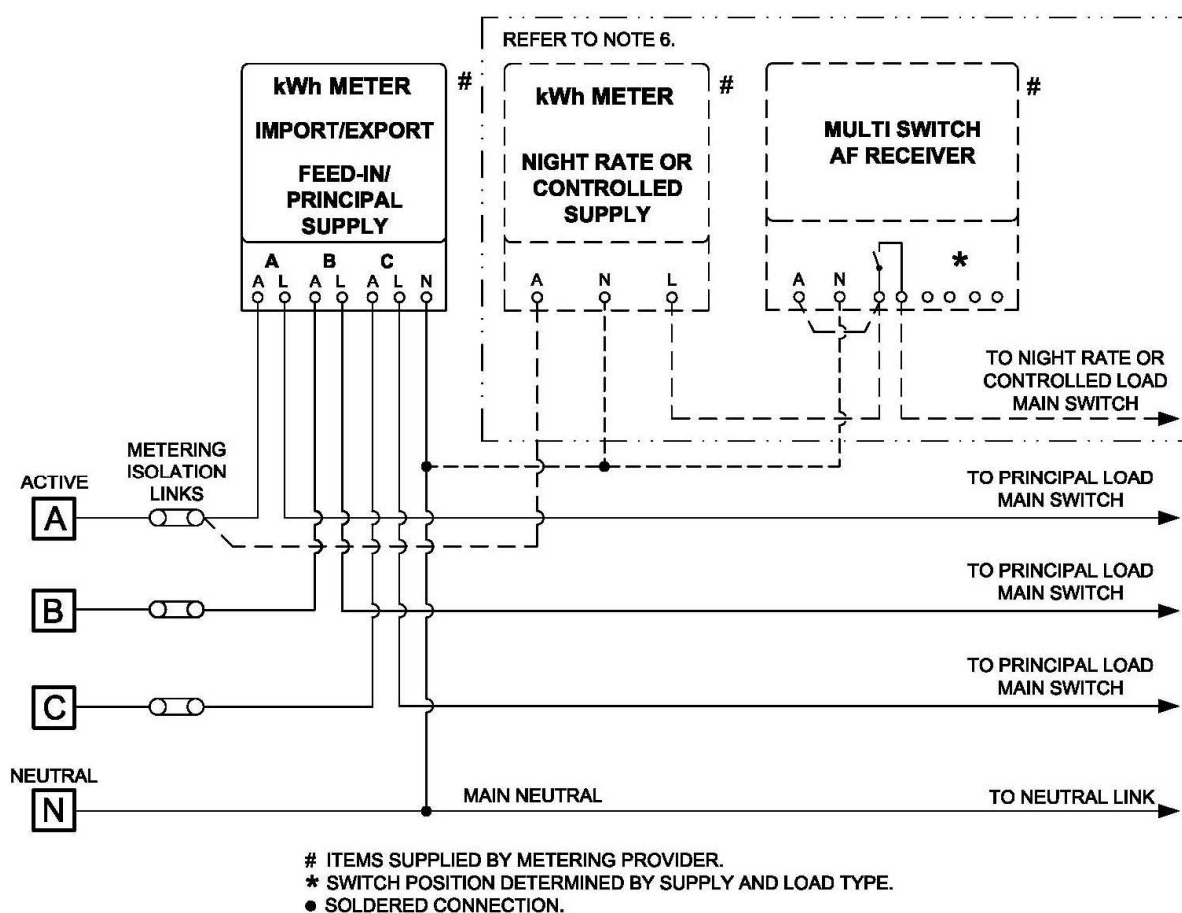 REFER TO NOTE 6.
kWh METER
IMPORT/EXPORT
FEED-IN/
PRINCIPAL
SUPPLY
#
A B C
A L A L A L N
kWh METER
NIGHT RATE OR
CONTROLLED
SUPPLY
#
A N L
MULTI SWITCH
AF RECEIVER
#
*
A N
TO NIGHT RATE OR
CONTROLLED LOAD
MAIN SWITCH
METERING
ISOLATION
LINKS
ACTIVE
A
TO PRINCIPAL LOAD
MAIN SWITCH
B
TO PRINCIPAL LOAD
MAIN SWITCH
C
TO PRINCIPAL LOAD
MAIN SWITCH
NEUTRAL
N
MAIN NEUTRAL
TO NEUTRAL LINK
# ITEMS SUPPLIED BY METERING PROVIDER.
* SWITCH POSITION DETERMINED BY SUPPLY AND LOAD TYPE.
● SOLDERED CONNECTION.